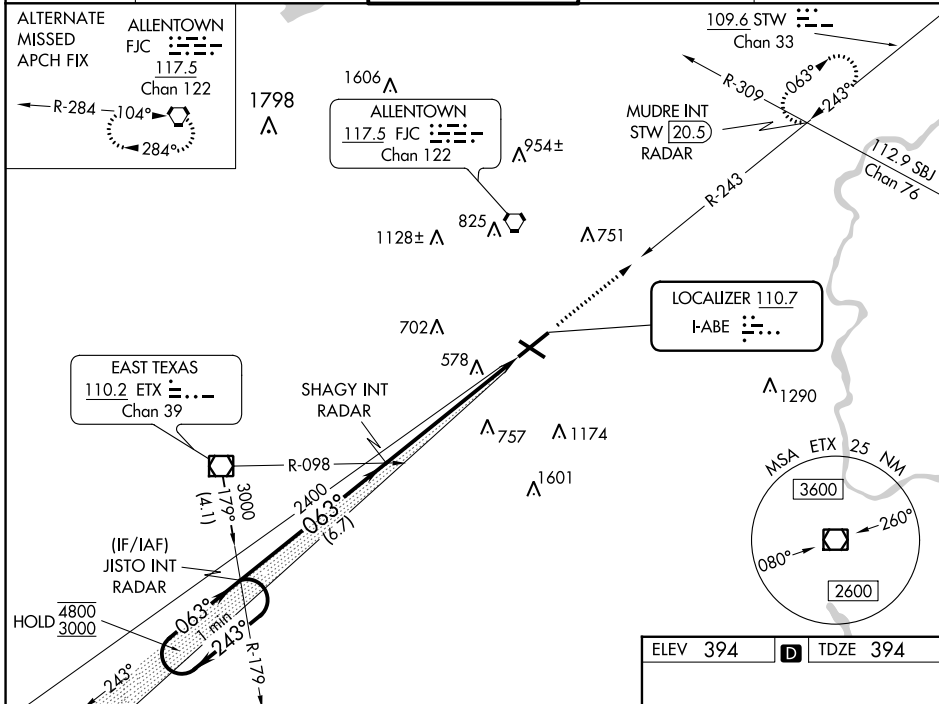 ALTERNATE
MISSED
APCH FIX
ALLENTOWN
FJC
117.5
Chan 122
R-284
104°
284°
1798
1606
ALLENTOWN
117.5 FJC
Chan 122
954±
825
1128±
751
109.6 STW
Chan 33
R-309
063°
243°
MUDRE INT
STW 20.5
RADAR
112.9 SBJ
Chan 76
R-243
LOCALIZER 110.7
I-ABE
702
578
EAST TEXAS
110.2 ETX
Chan 39
SHAGY INT
RADAR
757
1174
1290
1601
R-098
3000
179°
(4.1)
2400
063°
(6.7)
(IF/IAF)
JISTO INT
RADAR
HOLD 4800
3000
063°
1 min
243°
R-179
243°
MSA ETX 25 NM
3600
260°
080°
2600
ELEV 394 D TDZE 394